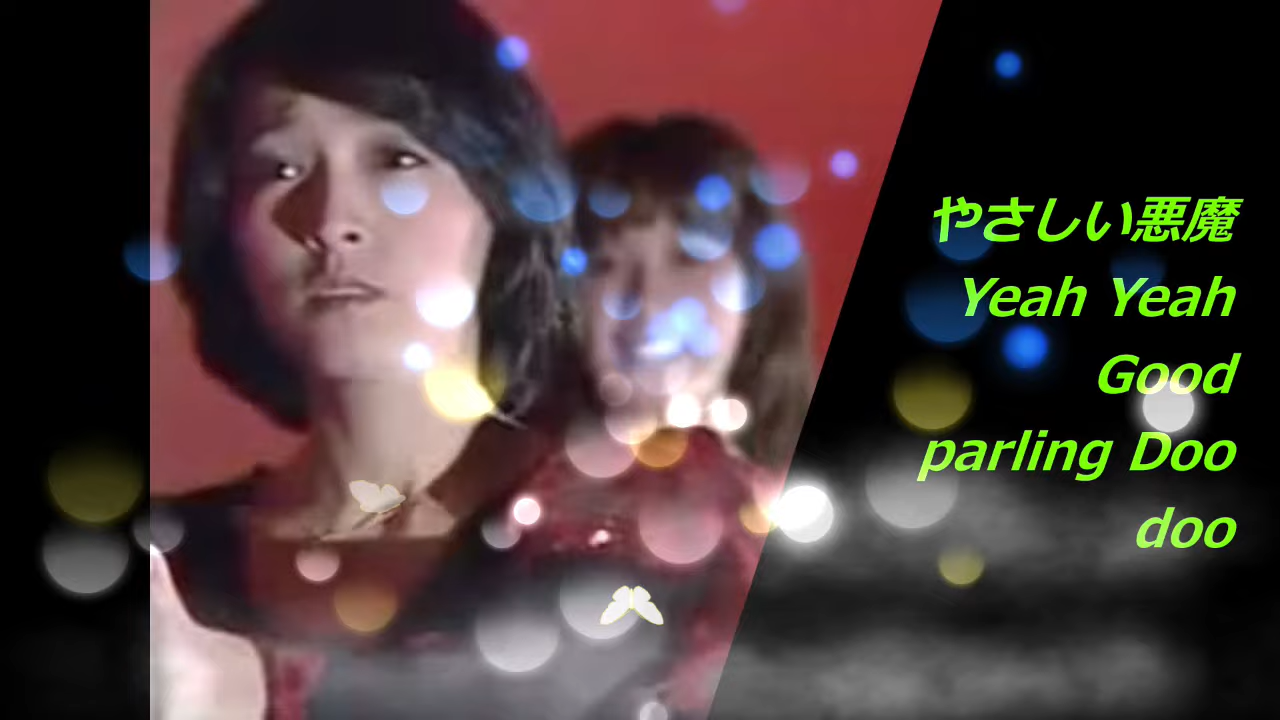 やさしい悪魔
Yeah Yeah
Good
parling Doo
doo